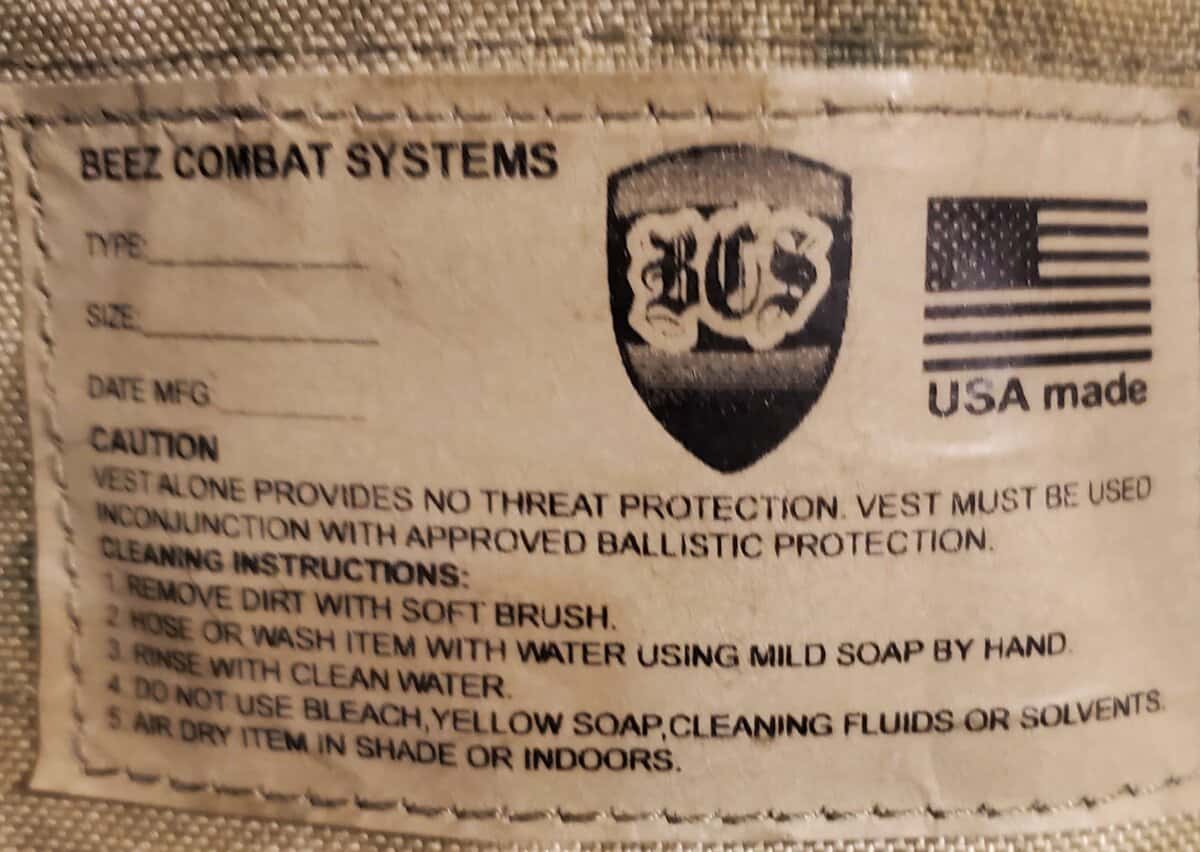 BEEZ COMBAT SYSTEMS
TYPE:
SIZE:
DATE MFG
BCS
USA made
CAUTION
VEST ALONE PROVIDES NO THREAT PROTECTION. VEST MUST BE USED
INCONJUNCTION WITH APPROVED BALLISTIC PROTECTION.
CLEANING INSTRUCTIONS:
1. REMOVE DIRT WITH SOFT BRUSH.
2. HOSE OR WASH ITEM WITH WATER USING MILD SOAP BY HAND.
3. RINSE WITH CLEAN WATER.
4. DO NOT USE BLEACH,YELLOW SOAP,CLEANING FLUIDS OR SOLVENTS.
5. AIR DRY ITEM IN SHADE OR INDOORS.